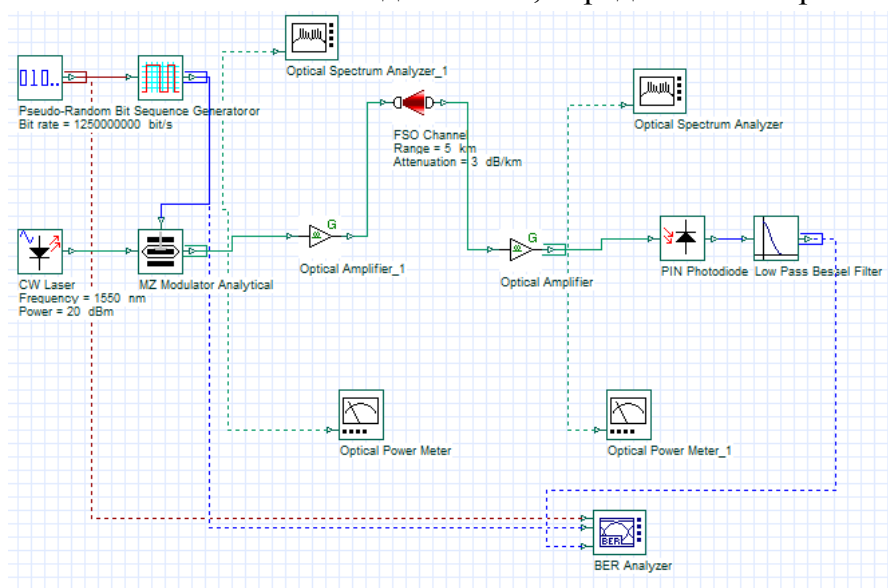 Optical Spectrum Analyzer_1
010..
Pseudo-Random Bit Sequence Generatoror
Bit rate = 1250000000 bit/s
Optical Spectrum Analyzer
FSO Channel
Range = 5 km
Attenuation = 3 dB/km
G
Optical Amplifier_1
G
Optical Amplifier
CW Laser
Frequency = 1550 nm
Power = 20 dBm
MZ Modulator Analytical
PIN Photodiode
Low Pass Bessel Filter
Optical Power Meter
Optical Power Meter_1
BER
BER Analyzer